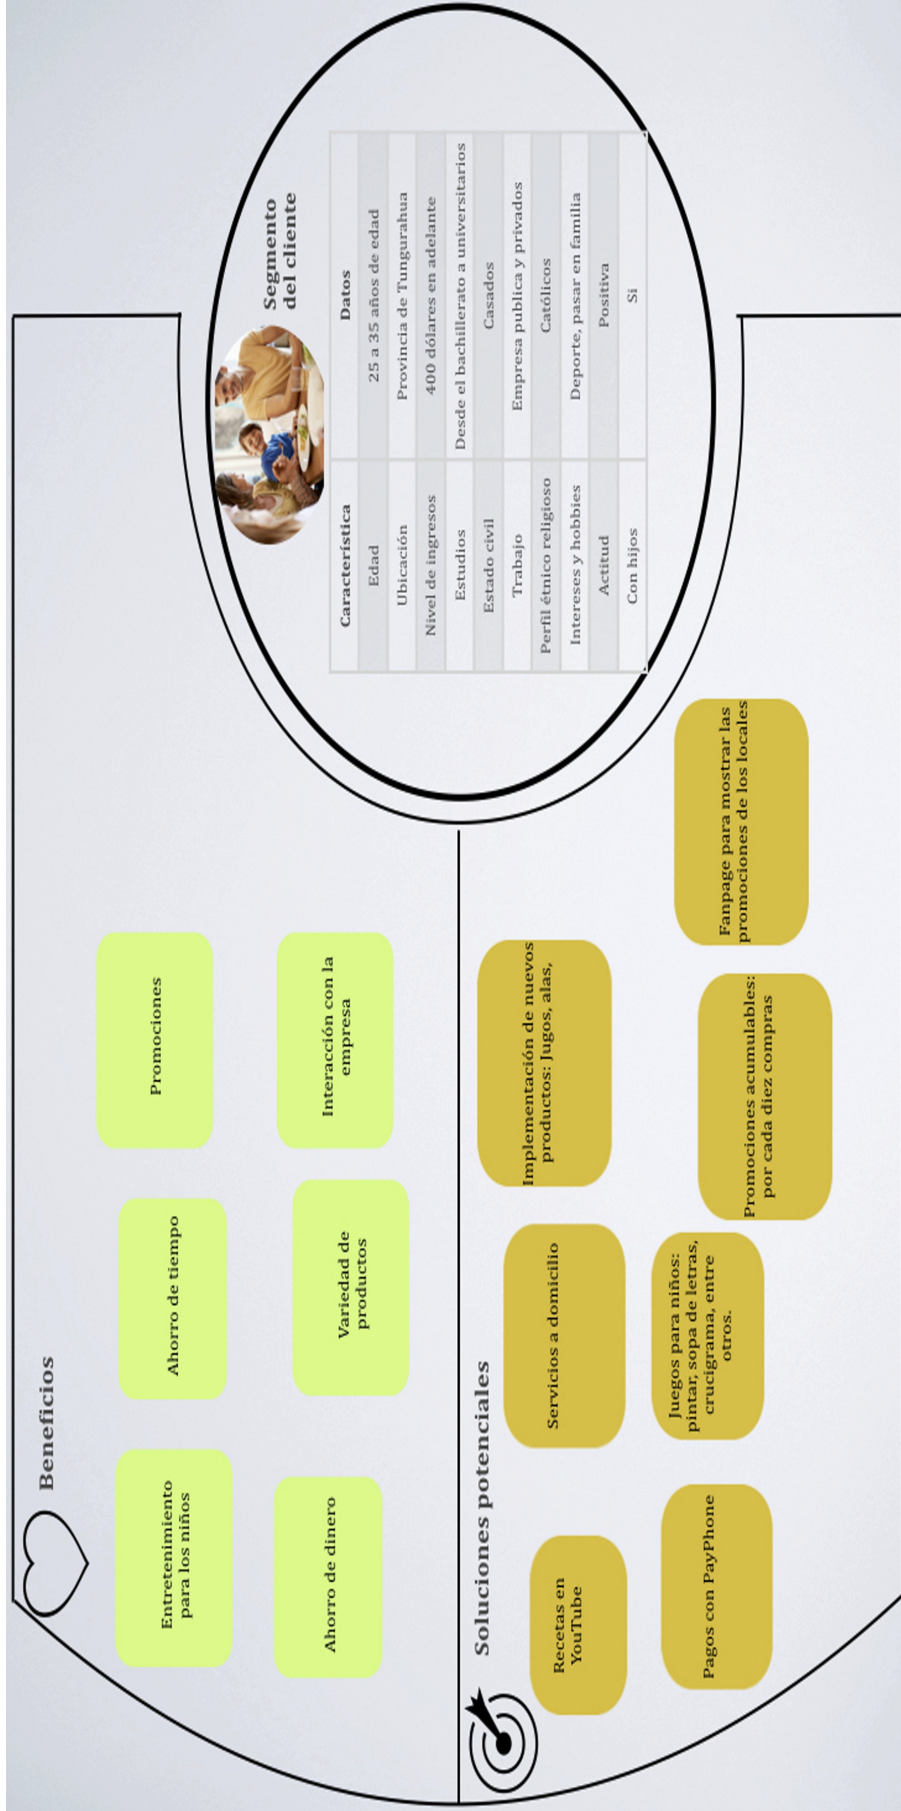 Beneficios
Entretenimiento
para los niños
Ahorro de tiempo
Promociones
Ahorro de dinero
Variedad de
productos
Interacción con la
empresa
Soluciones potenciales
Recetas en
YouTube
Servicios a domicilio
Implementación de nuevos
productos: Jugos, alas,
Pagos con PayPhone
Juegos para niños:
pintar, sopa de letras,
crucigrama, entre
otros.
Promociones acumulables:
por cada diez compras
Fanpage para mostrar las
promociones de los locales
Segmento
del cliente
Característica Datos
Edad 25 a 35 años de edad
Ubicación Provincia de Tungurahua
Nivel de ingresos 400 dólares en adelante
Estudios Desde el bachillerato a universitarios
Estado civil Casados
Trabajo Empresa publica y privados
Perfil étnico religioso Católicos
Intereses y hobbies Deporte, pasar en familia
Actitud Positiva
Con hijos Si